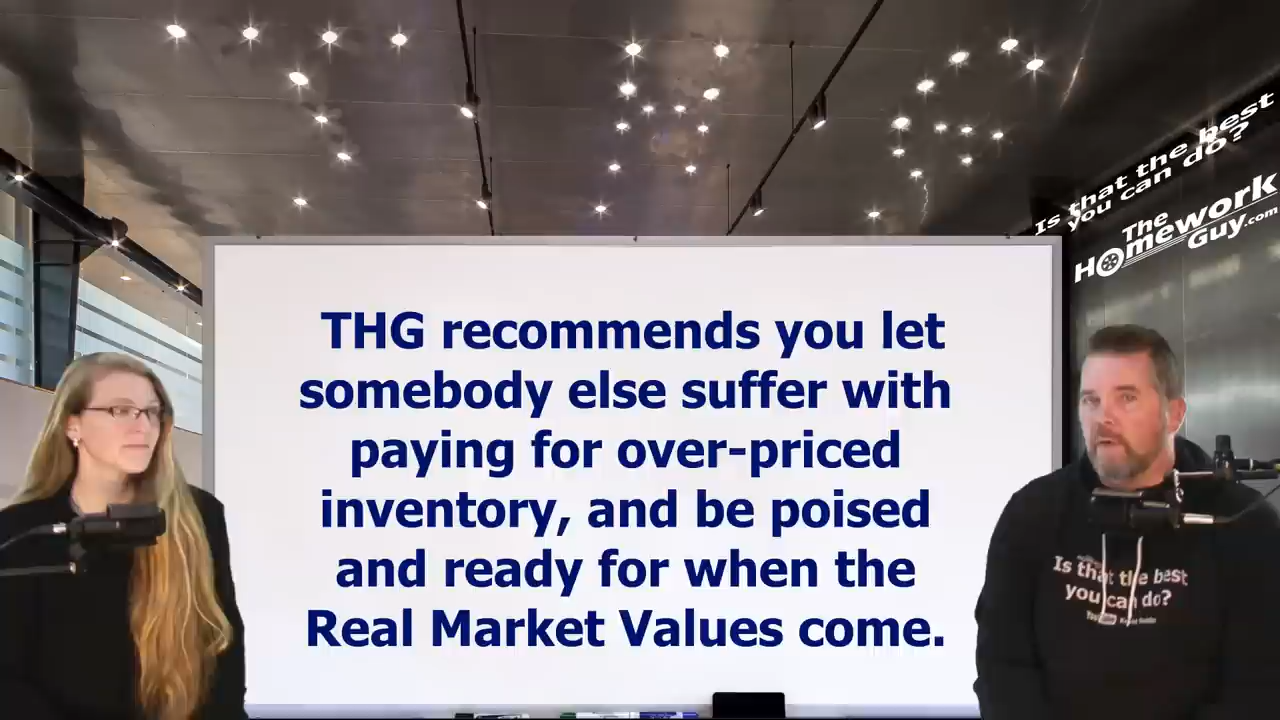 Is that the best
you can do?
The
Homework
Guy.com
THG recommends you let
somebody else suffer with
paying for over-priced
inventory, and be poised
and ready for when the
Real Market Values come.
Is that the best
you can do?